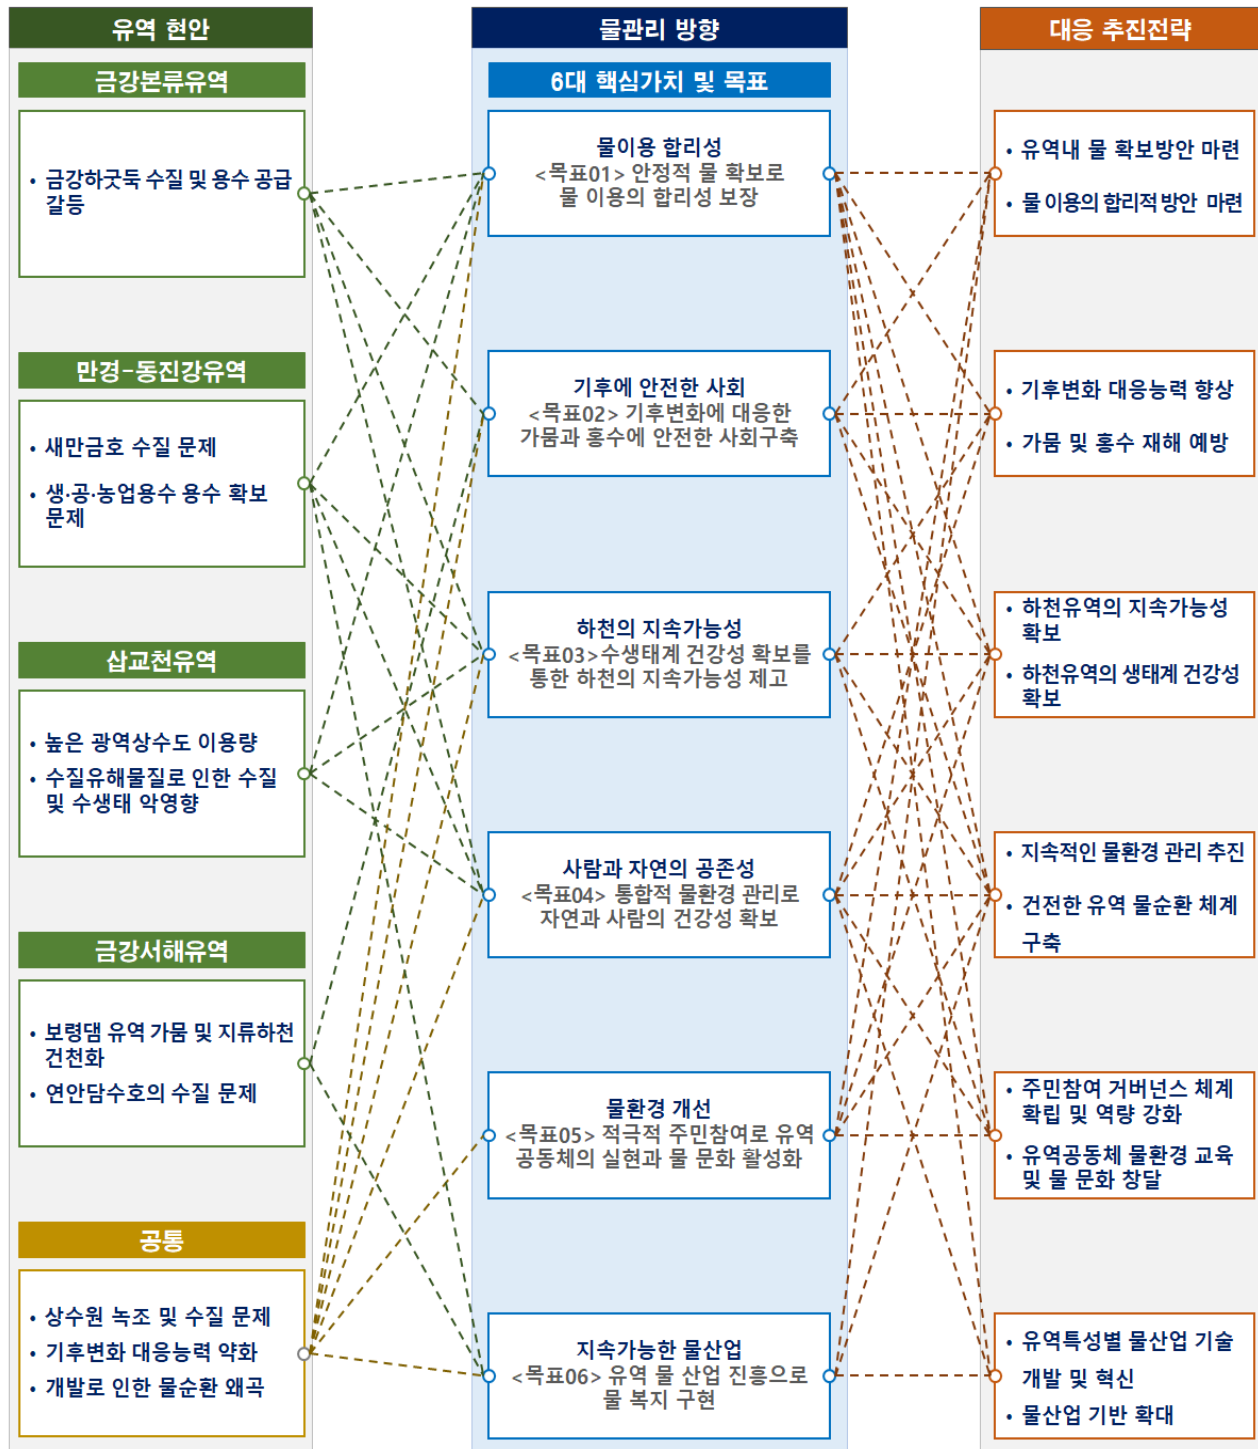 유역 현안
금강본류유역
• 금강하굿둑 수질 및 용수 공급
갈등
만경-동진강유역
• 새만금호 수질 문제
• 생·공·농업용수 용수 확보
문제
삽교천유역
• 높은 광역상수도 이용량
• 수질유해물질로 인한 수질
및 수생태 악영향
금강서해유역
• 보령댐 유역 가뭄 및 지류하천
건천화
• 연안담수호의 수질 문제
공통
• 상수원 녹조 및 수질 문제
• 기후변화 대응능력 약화
• 개발로 인한 물순환 왜곡
물관리 방향
6대 핵심가치 및 목표
물이용 합리성
<목표01> 안정적 물 확보로
물 이용의 합리성 보장
기후에 안전한 사회
<목표02> 기후변화에 대응한
가뭄과 홍수에 안전한 사회구축
하천의 지속가능성
<목표03>수생태계 건강성 확보를
통한 하천의 지속가능성 제고
사람과 자연의 공존성
<목표04> 통합적 물환경 관리로
자연과 사람의 건강성 확보
물환경 개선
<목표05> 적극적 주민참여로 유역
공동체의 실현과 물 문화 활성화
지속가능한 물산업
<목표06> 유역 물 산업 진흥으로
물 복지 구현
대응 추진전략
• 유역내 물 확보방안 마련
• 물 이용의 합리적 방안 마련
• 기후변화 대응능력 향상
• 가뭄 및 홍수 재해 예방
• 하천유역의 지속가능성
확보
• 하천유역의 생태계 건강성
확보
• 지속적인 물환경 관리 추진
• 건전한 유역 물순환 체계
구축
• 주민참여 거버넌스 체계
확립 및 역량 강화
• 유역공동체 물환경 교육
및 물 문화 창달
• 유역특성별 물산업 기술
개발 및 혁신
• 물산업 기반 확대